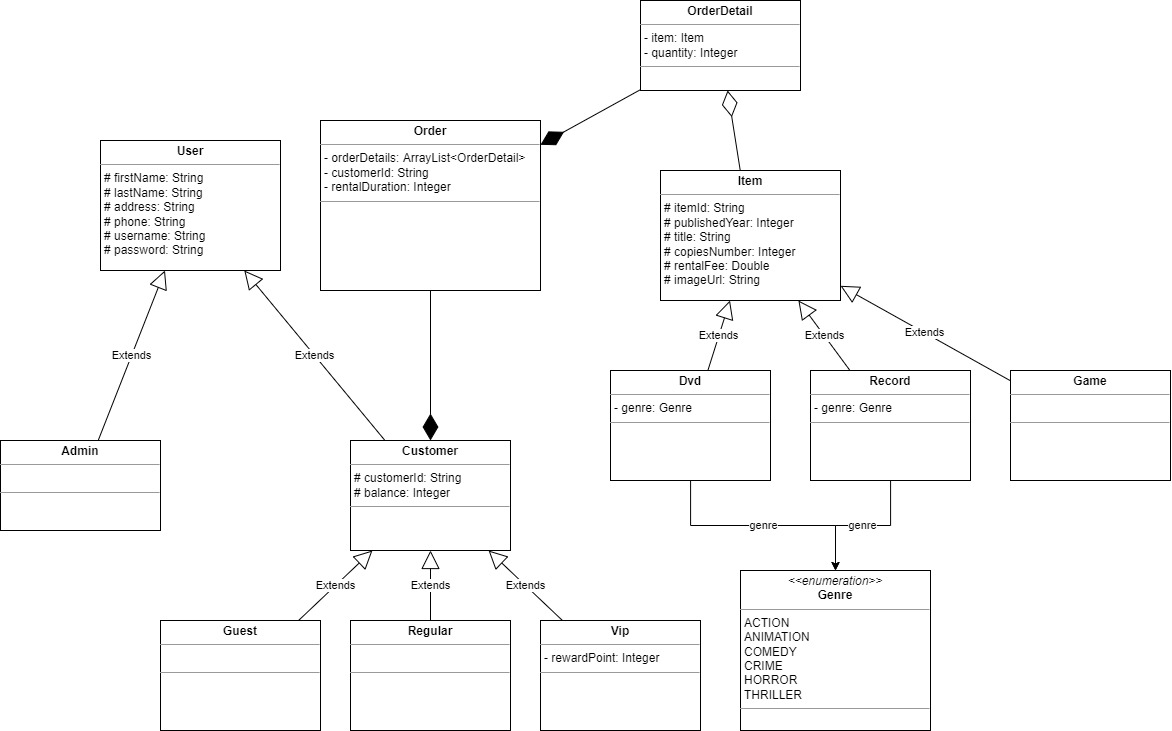 OrderDetail
- item: Item
- quantity: Integer
Order
- orderDetails: ArrayList<OrderDetail>
- customerId: String
- rentalDuration: Integer
User
# firstName: String
# lastName: String
# address: String
# phone: String
# username: String
# password: String
Item
# itemId: String
# publishedYear: Integer
# title: String
# copiesNumber: Integer
# rentalFee: Double
# imageUrl: String
Extends
Extends
Extends
Extends
Extends
Dvd
- genre: Genre
Record
- genre: Genre
Game
Admin
Customer
# customerId: String
# balance: Integer
genre
genre
Extends
Extends
Extends
<<enumeration>>
Genre
ACTION
ANIMATION
COMEDY
CRIME
HORROR
THRILLER
Guest
Regular
Vip
- rewardPoint: Integer